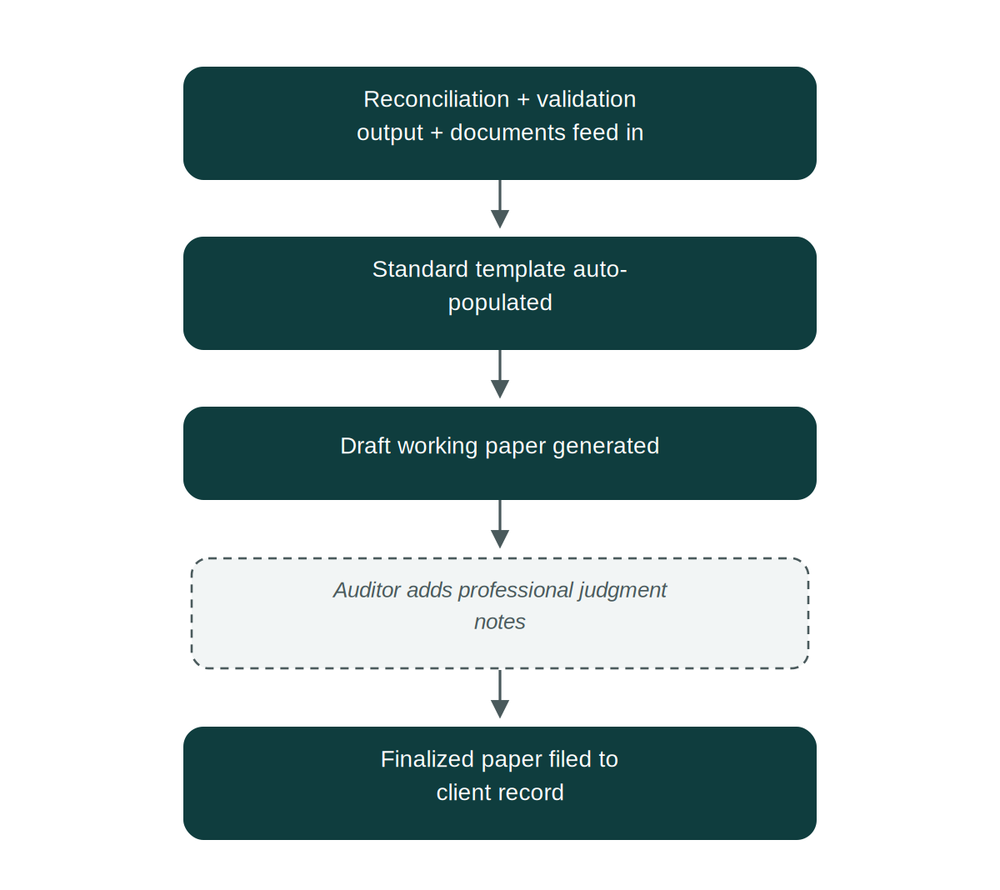 Reconciliation + validation
output + documents feed in
Standard template auto-
populated
Draft working paper generated
Auditor adds professional judgment
notes
Finalized paper filed to
client record